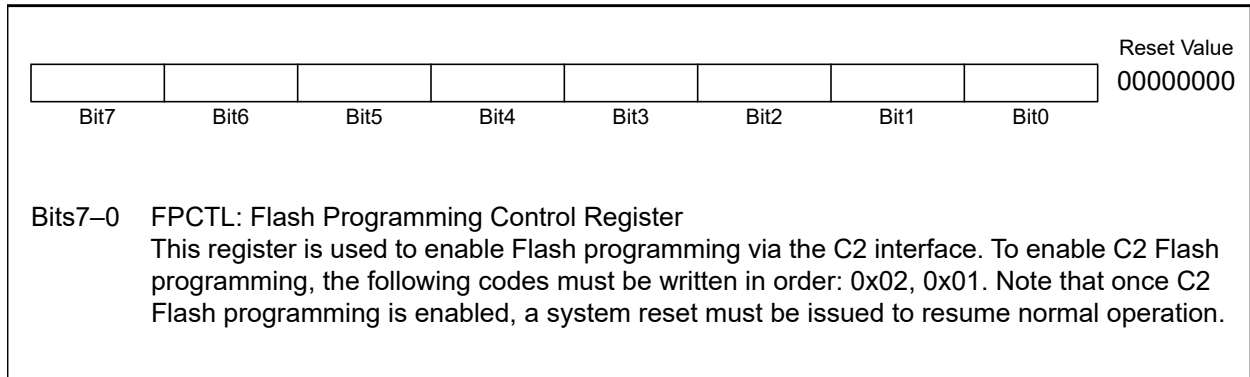 Reset Value
00000000
Bit7 Bit6 Bit5 Bit4 Bit3 Bit2 Bit1 Bit0
Bits7–0 FPCTL: Flash Programming Control Register
This register is used to enable Flash programming via the C2 interface. To enable C2 Flash
programming, the following codes must be written in order: 0x02, 0x01. Note that once C2
Flash programming is enabled, a system reset must be issued to resume normal operation.